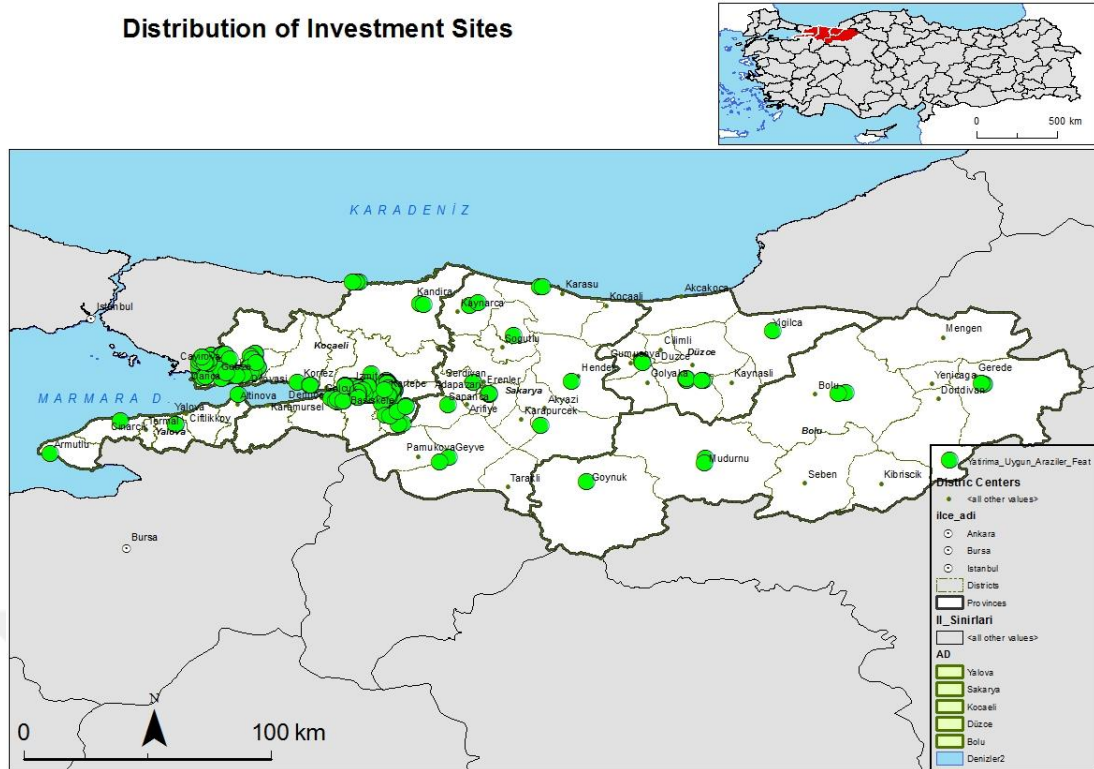 Distribution of Investment Sites
0 500 km
KARADENİZ
Istanbul
Kandira
Kaynarca
Karasu
Kocaali
Akcakoca
Yigilca
Mengen
Cayirova
Kocaeli
Sogutlu
Cilimli
Gumusova
Duzce
Düzce
Korfez
Izmit
Kartepe
Serdivan
Erenler
Adapazari
Sakarya
Hendek
Golyaka
Kaynasli
Bolu
Yenicaga
Gerede
Dortdivan
MARMARA D.
Altinova
Karamursel
Golcuk
Basiskele
Sapanca
Arifiye
Akyazi
Karapurcek
Yalova
Cinarcik
Termal
Ciftlikkoy
Yalova
Armutlu
Pamukova
Geyve
Tarakli
Goynuk
Mudurnu
Bolu
Seben
Kibriscik
Bursa
Yatirima_Uygun_Araziler_Feat
Distric Centers
<all other values>
ilce_adi
Ankara
Bursa
Istanbul
Districts
Provinces
Il_Sinirlari
<all other values>
AD
Yalova
Sakarya
Kocaeli
Düzce
Bolu
Denizler2
N
0 100 km